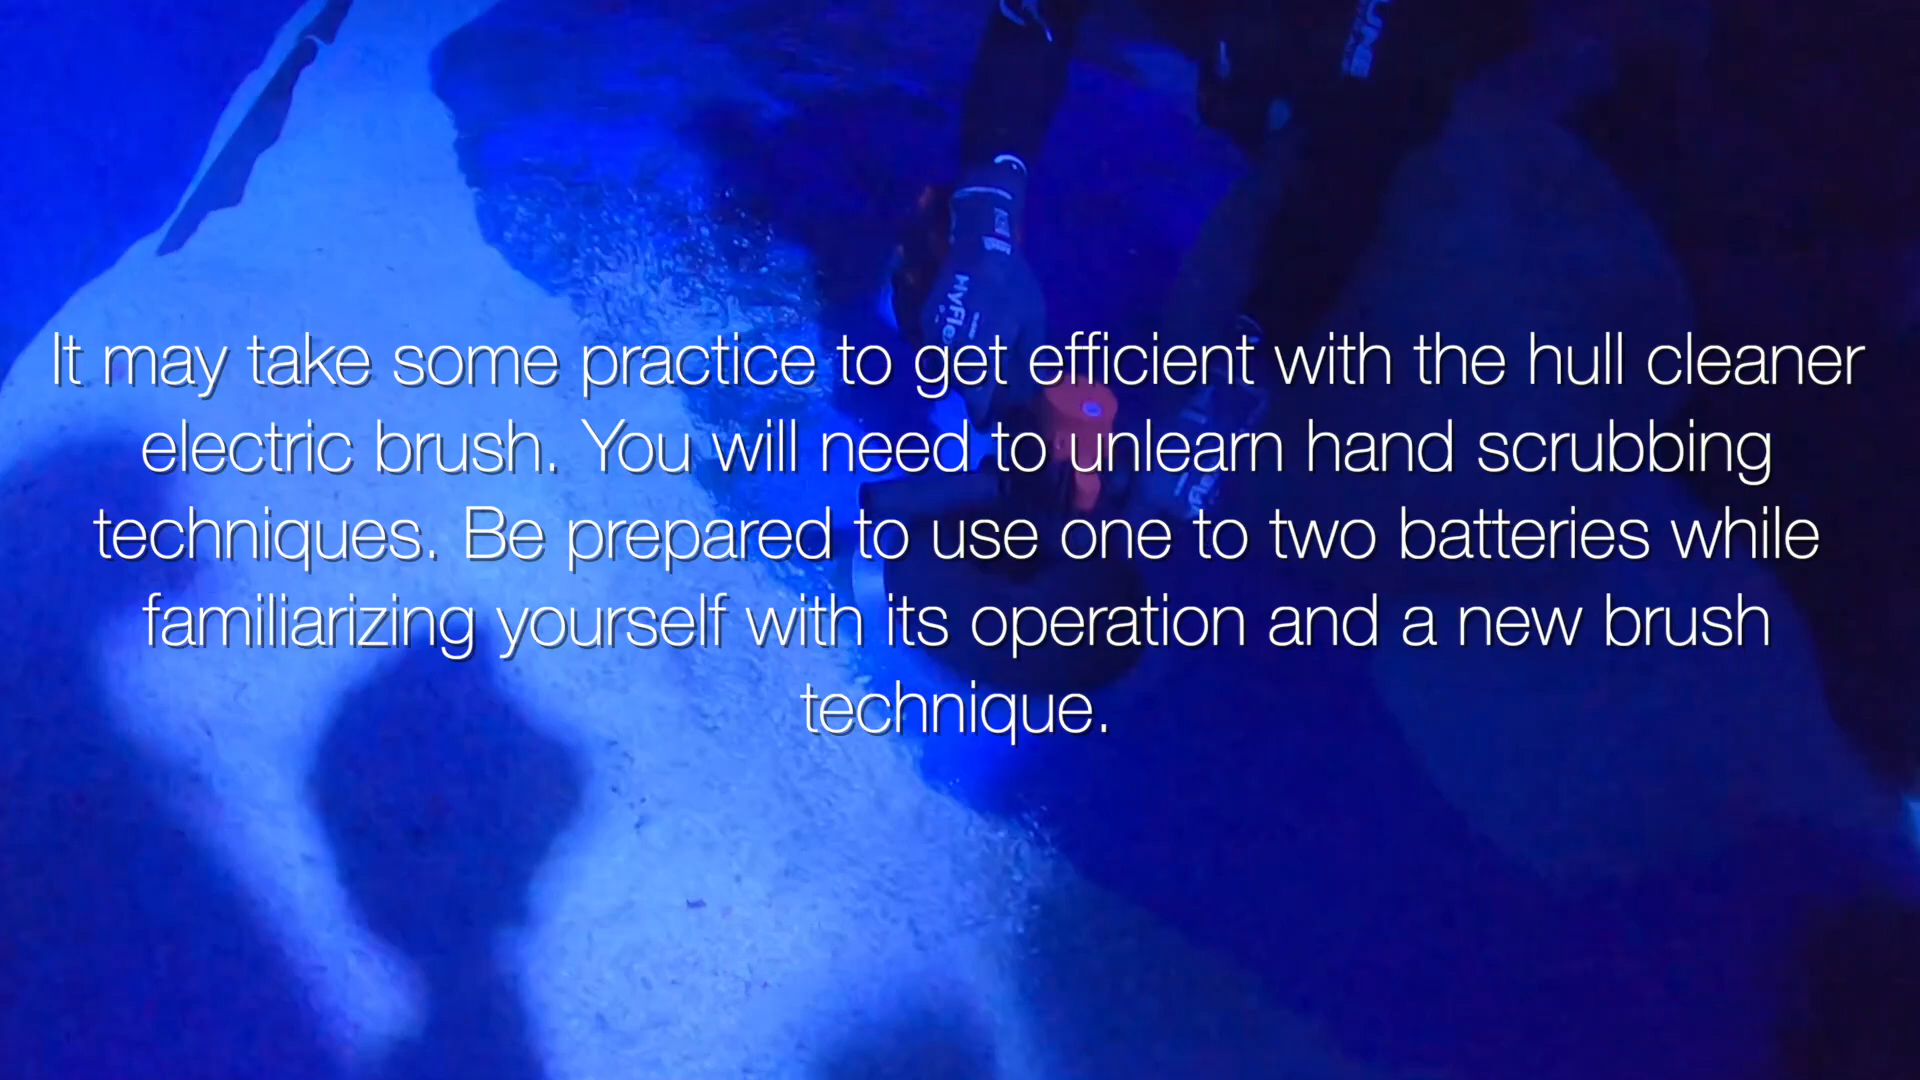 HyFle
It may take some practice to get efficient with the hull cleaner
electric brush. You will need to unlearn hand scrubbing
techniques. Be prepared to use one to two batteries while
familiarizing yourself with its operation and a new brush
technique.